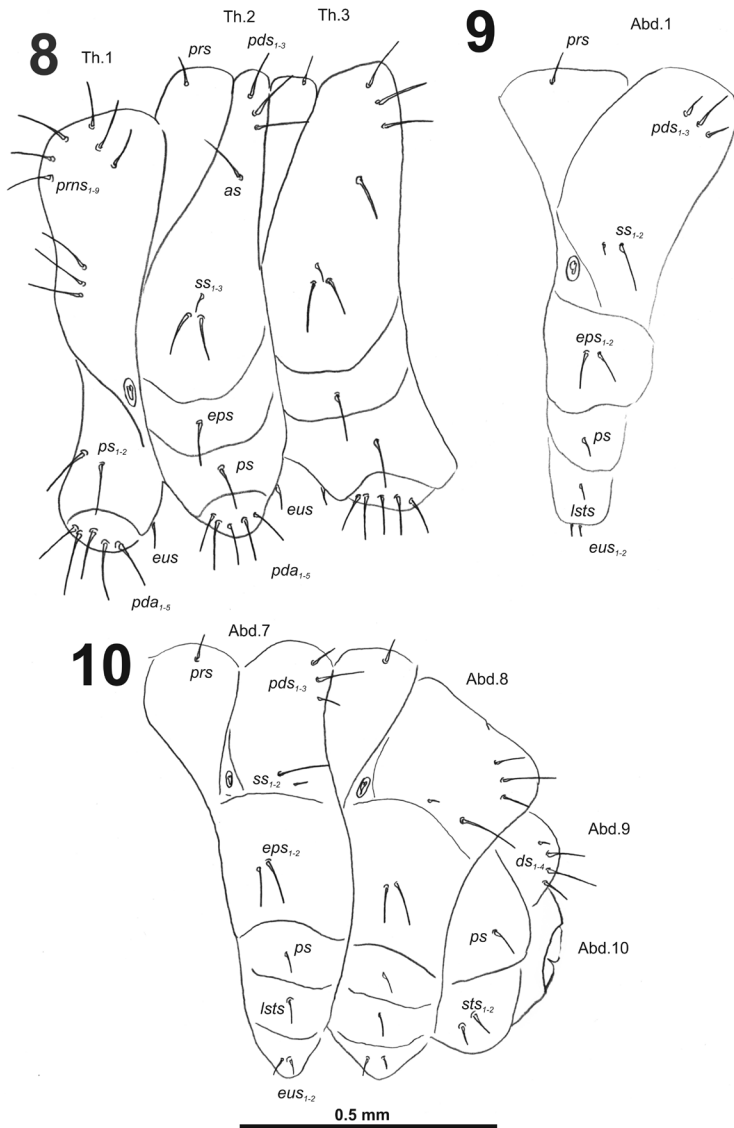 8
Th.1
Th.2
Th.3
prs
pds1-3
prns1-9
as
ss1-3
eps
ps1-2
ps
eus
eus
pda1-5
pda1-5
9
Abd.1
prs
pds1-3
ss1-2
eps1-2
ps
lsts
eus1-2
10
Abd.7
prs
pds1-3
Abd.8
ss1-2
Abd.9
eps1-2
ds1-4
ps
ps
Abd.10
lsts
sts1-2
eus1-2
0.5 mm